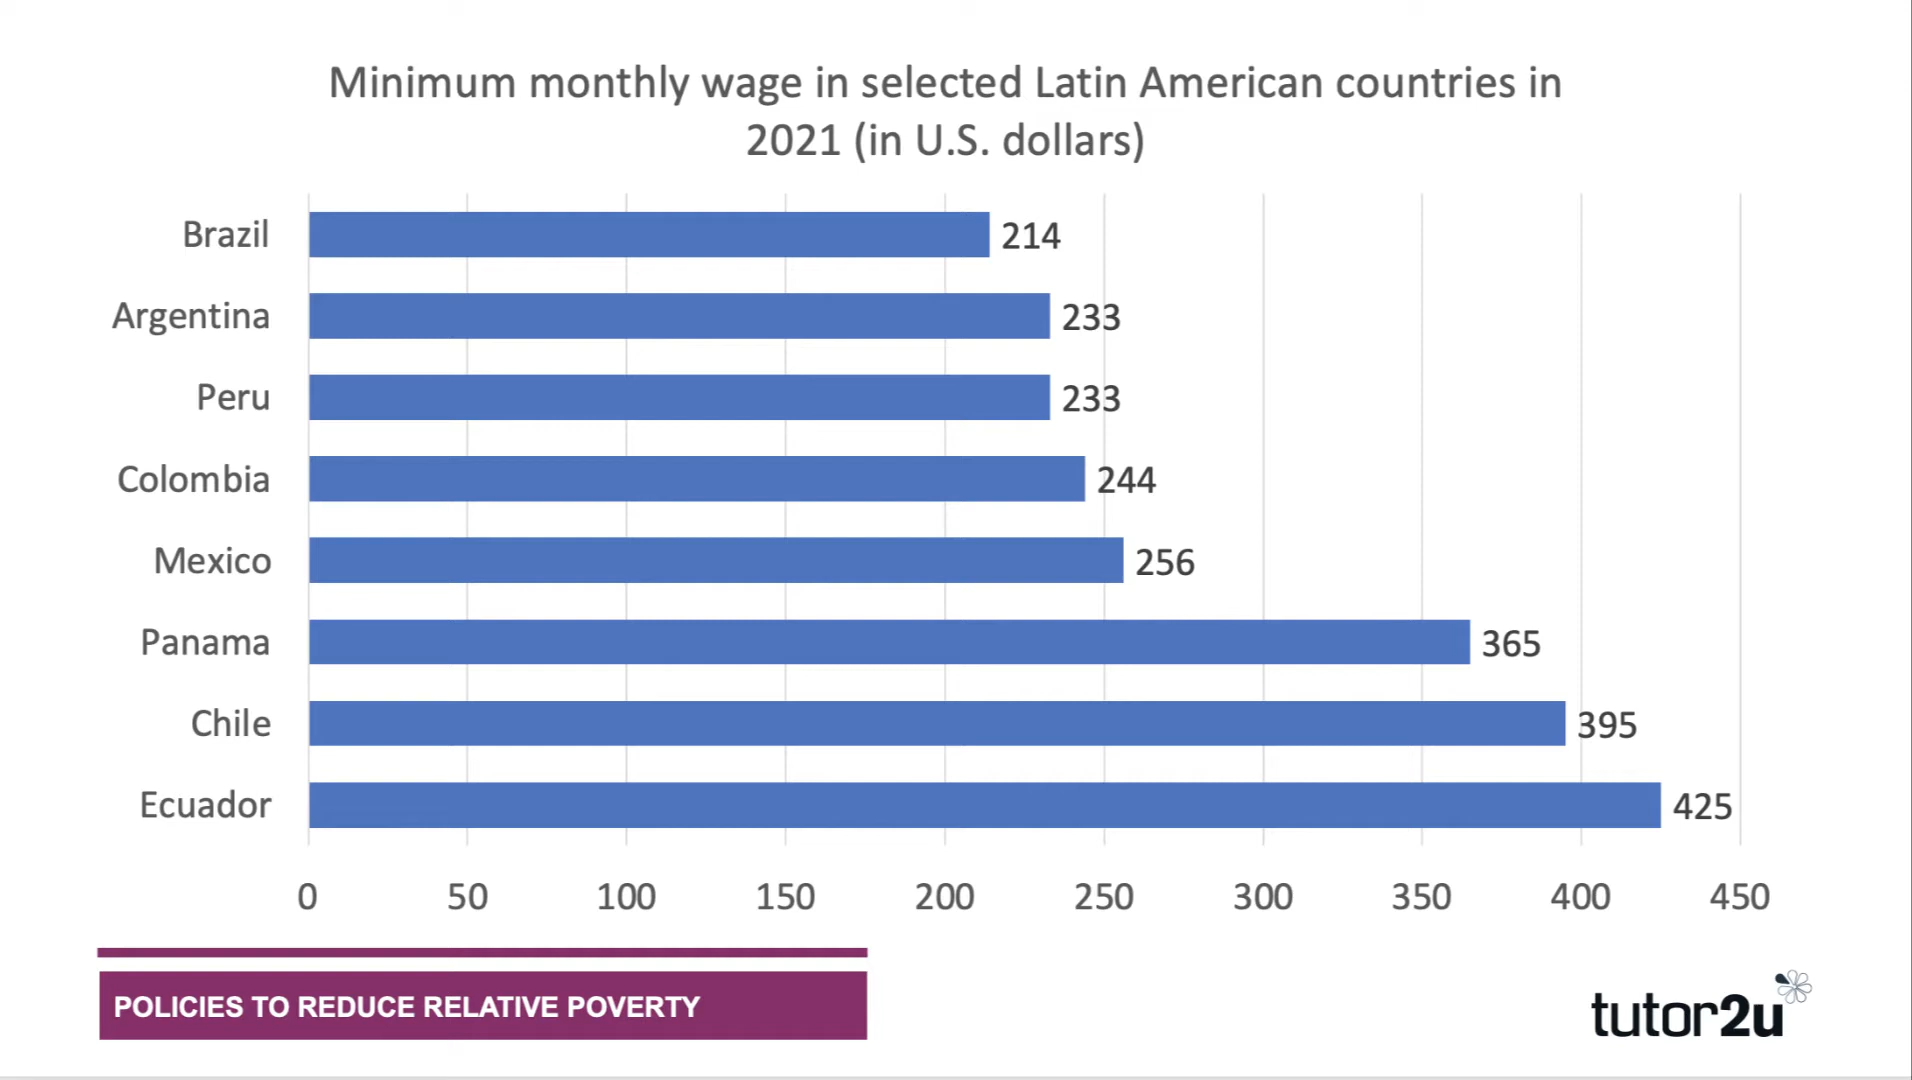 Minimum monthly wage in selected Latin American countries in
2021 (in U.S. dollars)
Brazil 214
Argentina 233
Peru 233
Colombia 244
Mexico 256
Panama 365
Chile 395
Ecuador 425
0 50 100 150 200 250 300 350 400 450
POLICIES TO REDUCE RELATIVE POVERTY
tutor2u